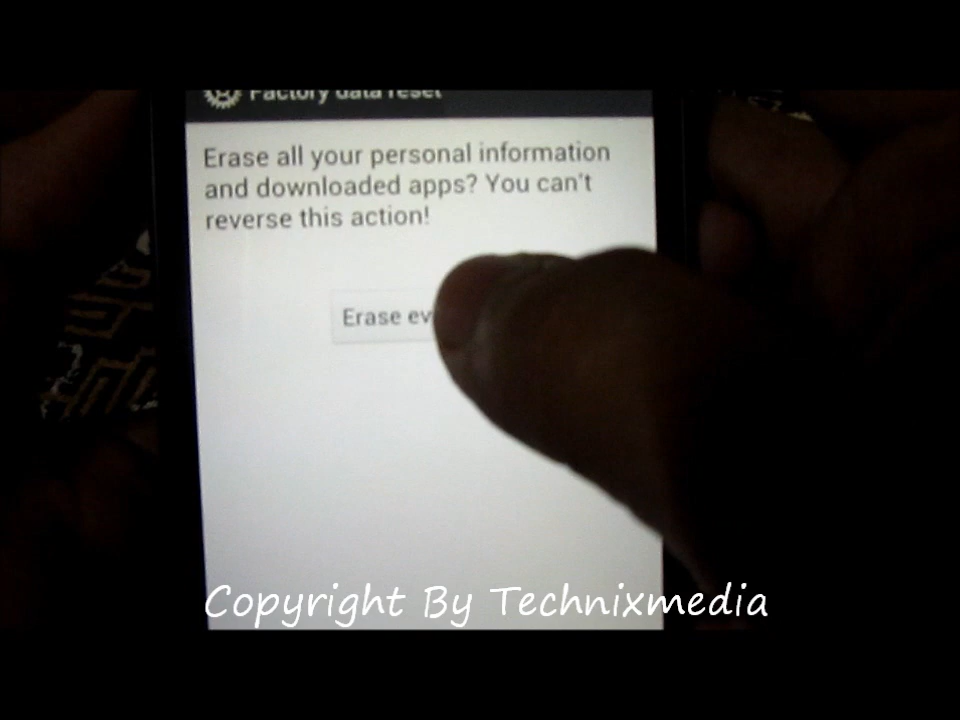 Factory data reset
Erase all your personal information
and downloaded apps? You can't
reverse this action!
Erase
Copyright By Technixmedia